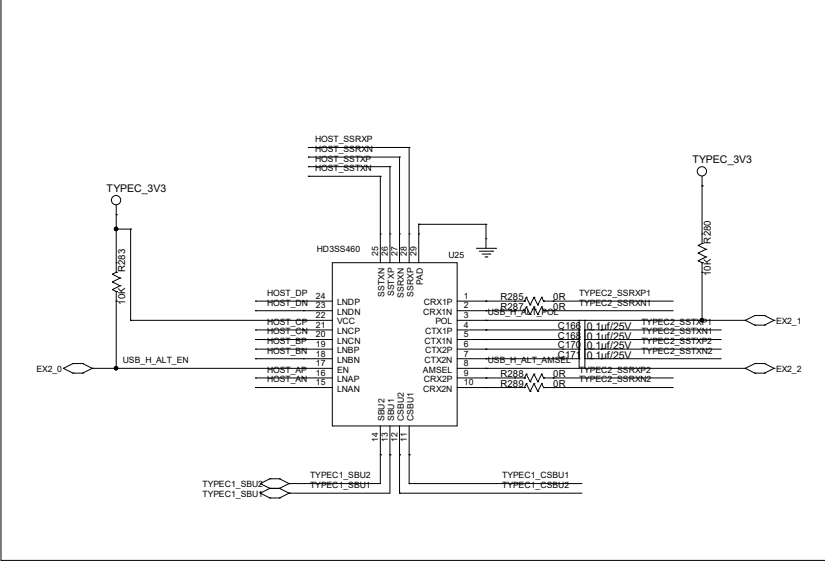 HOST_SSRXP
HOST_SSRXN
HOST_SSTXP
HOST_SSTXN
TYPEC_3V3
TYPEC_3V3
R283
10K
R280
10K
HD3SS460
U25
25 26 27 28 29
SSTXN SSTXP SSRXN SSRXP PAD
HOST_DP 24 LNDP
HOST_DN 23 LNDN
22 VCC
HOST_CP 21 LNCP
HOST_CN 20 LNCN
HOST_BP 19 LNBP
HOST_BN 18 LNBN
EX2_0 USB_H_ALT_EN 17 EN
HOST_AP 16 LNAP
HOST_AN 15 LNAN
CRX1P 1 R285 0R TYPEC2_SSRXP1
CRX1N 2 R287 0R TYPEC2_SSRXN1
POL 3 USB_H_ALT_POL EX2_1
CTX1P 4 C166 0.1uf/25V TYPEC2_SSTXP1
CTX1N 5 C168 0.1uf/25V TYPEC2_SSTXN1
CTX2P 6 C170 0.1uf/25V TYPEC2_SSTXP2
CTX2N 7 C171 0.1uf/25V TYPEC2_SSTXN2
AMSEL 8 USB_H_ALT_AMSEL EX2_2
CRX2P 9 R288 0R TYPEC2_SSRXP2
CRX2N 10 R289 0R TYPEC2_SSRXN2
SBU2 SBU1 CSBU2 CSBU1
14 13 12 11
TYPEC1_SBU2 TYPEC1_SBU2 TYPEC1_CSBU1
TYPEC1_SBU1 TYPEC1_SBU1 TYPEC1_CSBU2